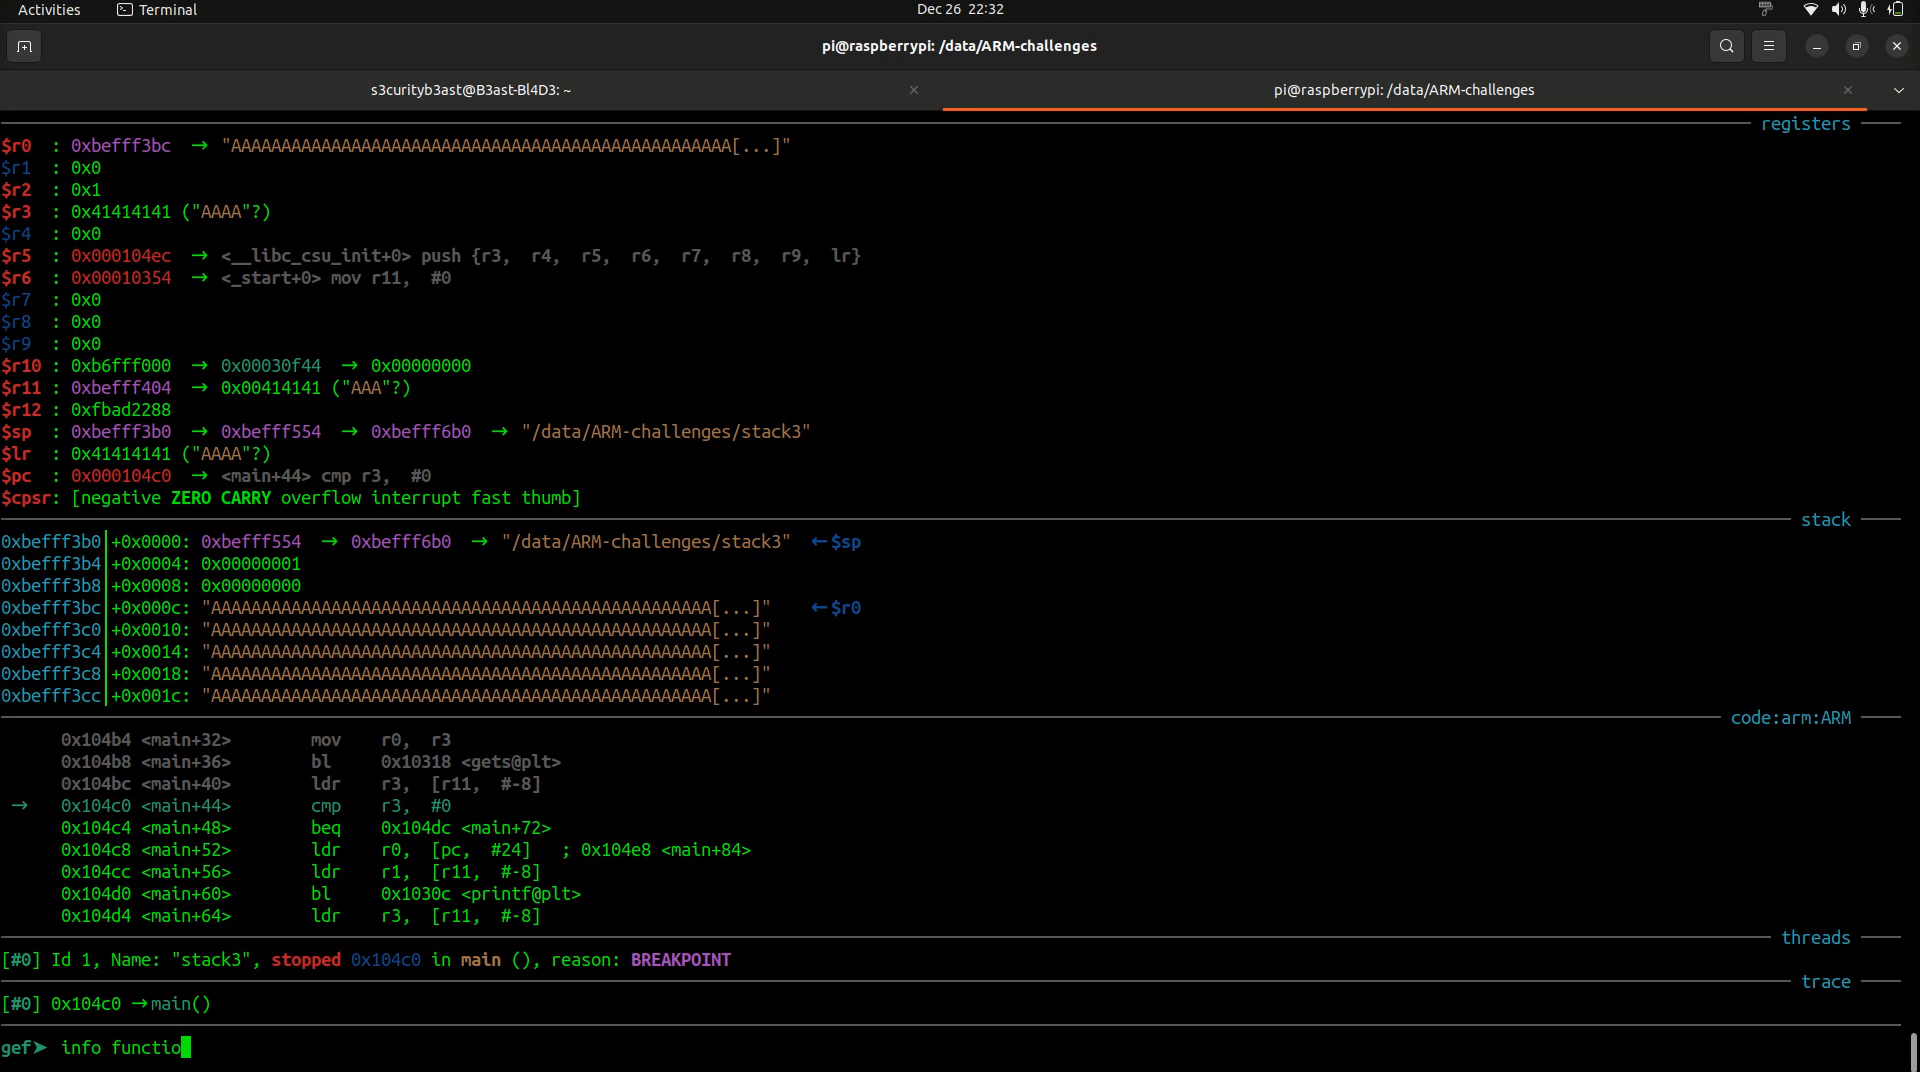 Activities Terminal Dec 26 22:32
pi@raspberrypi: /data/ARM-challenges
s3curityb3ast@B3ast-Bl4D3: ~ × pi@raspberrypi: /data/ARM-challenges ×
registers
$r0 : 0xbefff3bc → "AAAAAAAAAAAAAAAAAAAAAAAAAAAAAAAAAAAAAAAAAAAAAAAAAA[...]"
$r1 : 0x0
$r2 : 0x1
$r3 : 0x41414141 ("AAAA"?)
$r4 : 0x0
$r5 : 0x000104ec → <__libc_csu_init+0> push {r3, r4, r5, r6, r7, r8, r9, lr}
$r6 : 0x00010354 → <_start+0> mov r11, #0
$r7 : 0x0
$r8 : 0x0
$r9 : 0x0
$r10 : 0xb6fff000 → 0x00030f44 → 0x00000000
$r11 : 0xbefff404 → 0x00414141 ("AAA"?)
$r12 : 0xfbad2288
$sp : 0xbefff3b0 → 0xbefff554 → 0xbefff6b0 → "/data/ARM-challenges/stack3"
$lr : 0x41414141 ("AAAA"?)
$pc : 0x000104c0 → <main+44> cmp r3, #0
$cpsr: [negative ZERO CARRY overflow interrupt fast thumb]
stack
0xbefff3b0│+0x0000: 0xbefff554 → 0xbefff6b0 → "/data/ARM-challenges/stack3" ←$sp
0xbefff3b4│+0x0004: 0x00000001
0xbefff3b8│+0x0008: 0x00000000
0xbefff3bc│+0x000c: "AAAAAAAAAAAAAAAAAAAAAAAAAAAAAAAAAAAAAAAAAAAAAAAAAA[...]" ←$r0
0xbefff3c0│+0x0010: "AAAAAAAAAAAAAAAAAAAAAAAAAAAAAAAAAAAAAAAAAAAAAAAAAA[...]"
0xbefff3c4│+0x0014: "AAAAAAAAAAAAAAAAAAAAAAAAAAAAAAAAAAAAAAAAAAAAAAAAAA[...]"
0xbefff3c8│+0x0018: "AAAAAAAAAAAAAAAAAAAAAAAAAAAAAAAAAAAAAAAAAAAAAAAAAA[...]"
0xbefff3cc│+0x001c: "AAAAAAAAAAAAAAAAAAAAAAAAAAAAAAAAAAAAAAAAAAAAAAAAAA[...]"
code:arm:ARM
0x104b4 <main+32> mov r0, r3
0x104b8 <main+36> bl 0x10318 <gets@plt>
0x104bc <main+40> ldr r3, [r11, #-8]
→ 0x104c0 <main+44> cmp r3, #0
0x104c4 <main+48> beq 0x104dc <main+72>
0x104c8 <main+52> ldr r0, [pc, #24] ; 0x104e8 <main+84>
0x104cc <main+56> ldr r1, [r11, #-8]
0x104d0 <main+60> bl 0x1030c <printf@plt>
0x104d4 <main+64> ldr r3, [r11, #-8]
threads
[#0] Id 1, Name: "stack3", stopped 0x104c0 in main (), reason: BREAKPOINT
trace
[#0] 0x104c0 →main()
gef➤ info functio